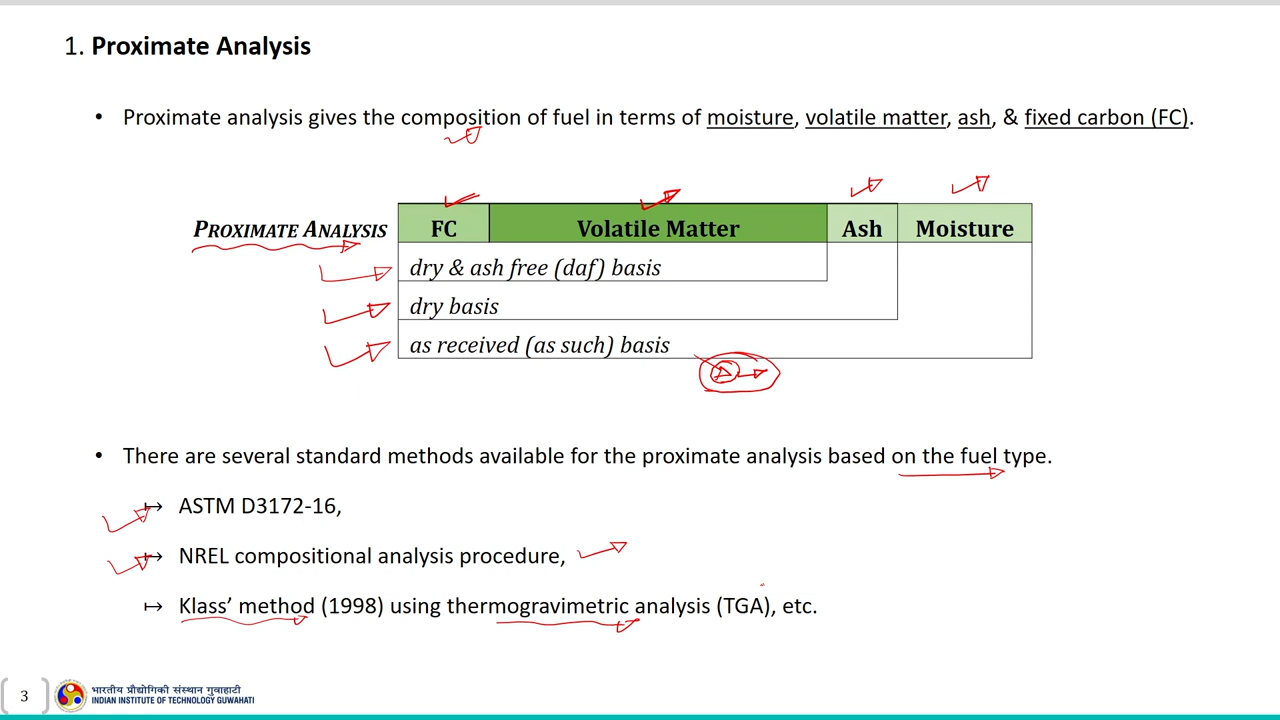 1. Proximate Analysis
• Proximate analysis gives the composition of fuel in terms of moisture, volatile matter, ash, & fixed carbon (FC).
PROXIMATE ANALYSIS FC Volatile Matter Ash Moisture
dry & ash free (daf) basis
dry basis
as received (as such) basis
• There are several standard methods available for the proximate analysis based on the fuel type.
↦ ASTM D3172-16,
↦ NREL compositional analysis procedure,
↦ Klass’ method (1998) using thermogravimetric analysis (TGA), etc.
3
भारतीय प्रौद्योगिकी संस्थान गुवाहाटी
INDIAN INSTITUTE OF TECHNOLOGY GUWAHATI